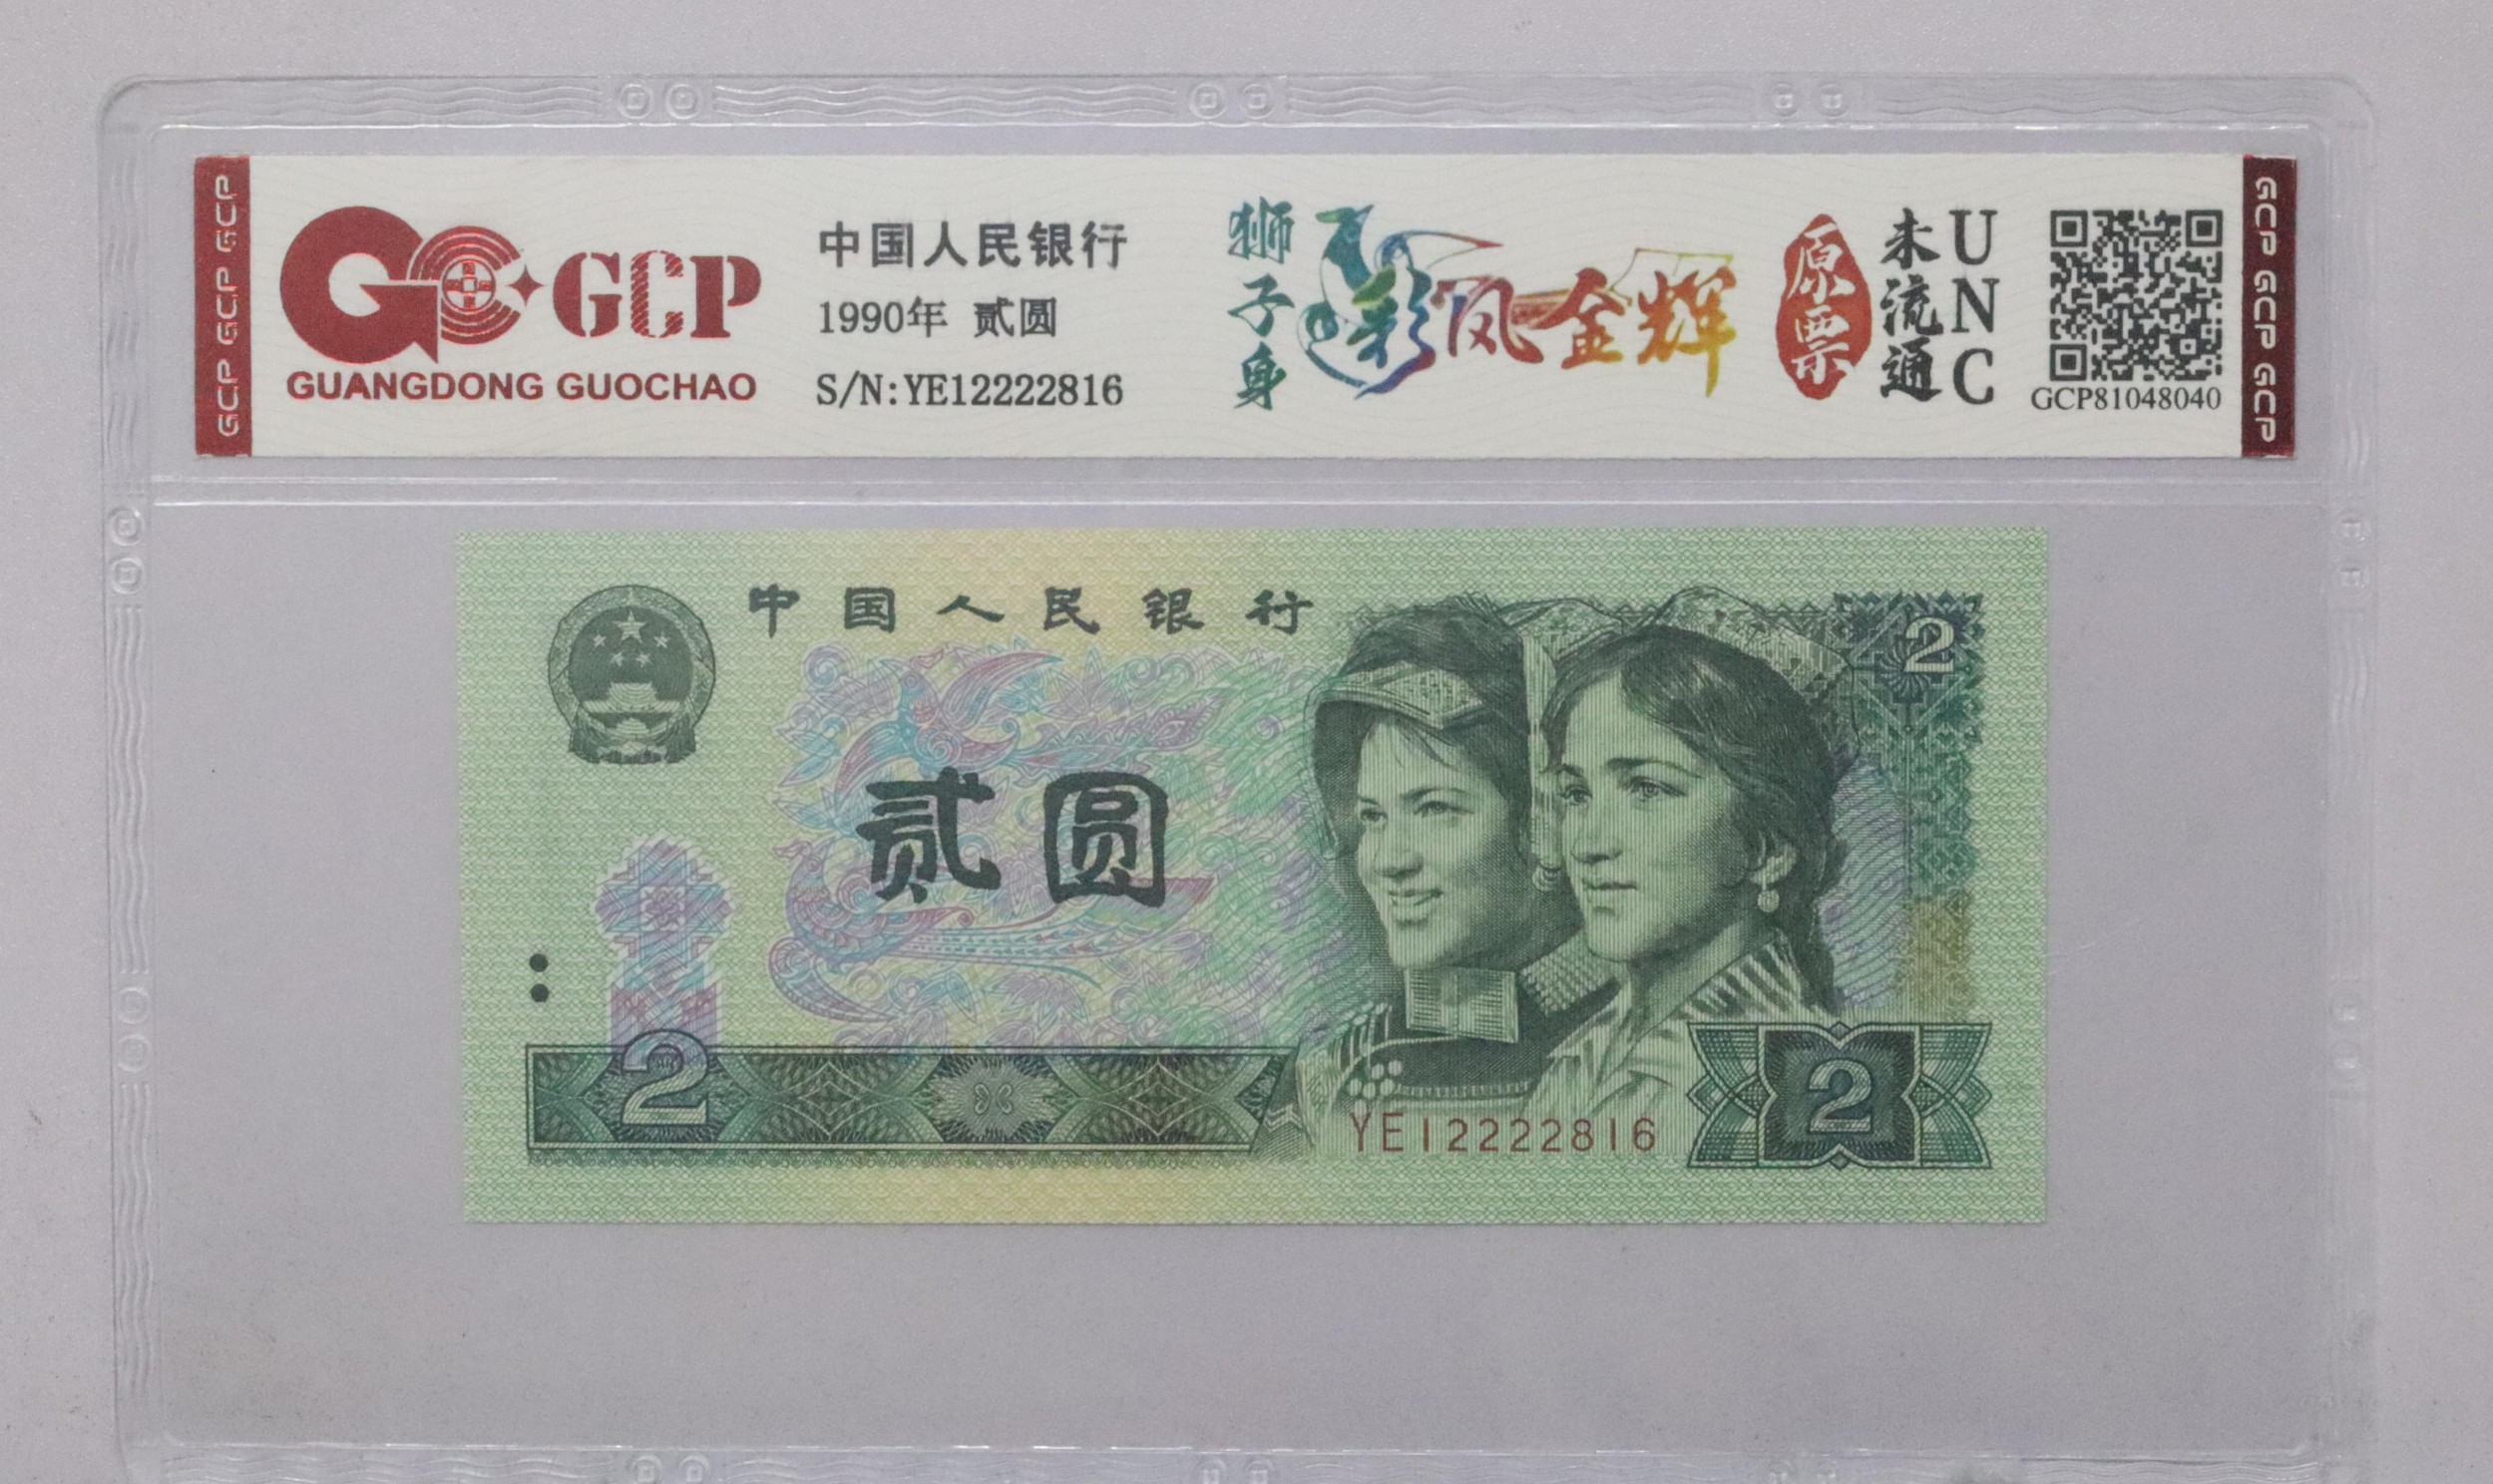 GCP GCP GCP GCP
GCP
GUANGDONG GUOCHAO
中国人民银行
1990年 贰圆
S/N:YE12222816
狮子身
彩凤金辉
原票
未流通
UNC
GCP81048040
GCP GCP GCP GCP
中国人民银行
2
贰圆
2
YE12222816
2